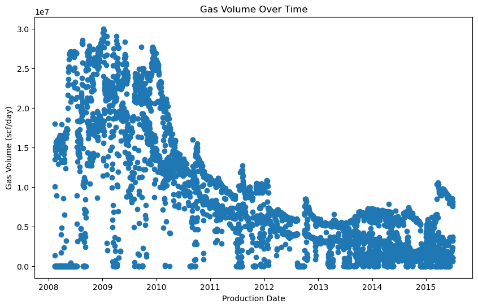 Gas Volume Over Time
1e7
3.0
2.5
2.0
1.5
1.0
0.5
0.0
Gas Volume (scf/day)
2008 2009 2010 2011 2012 2013 2014 2015
Production Date